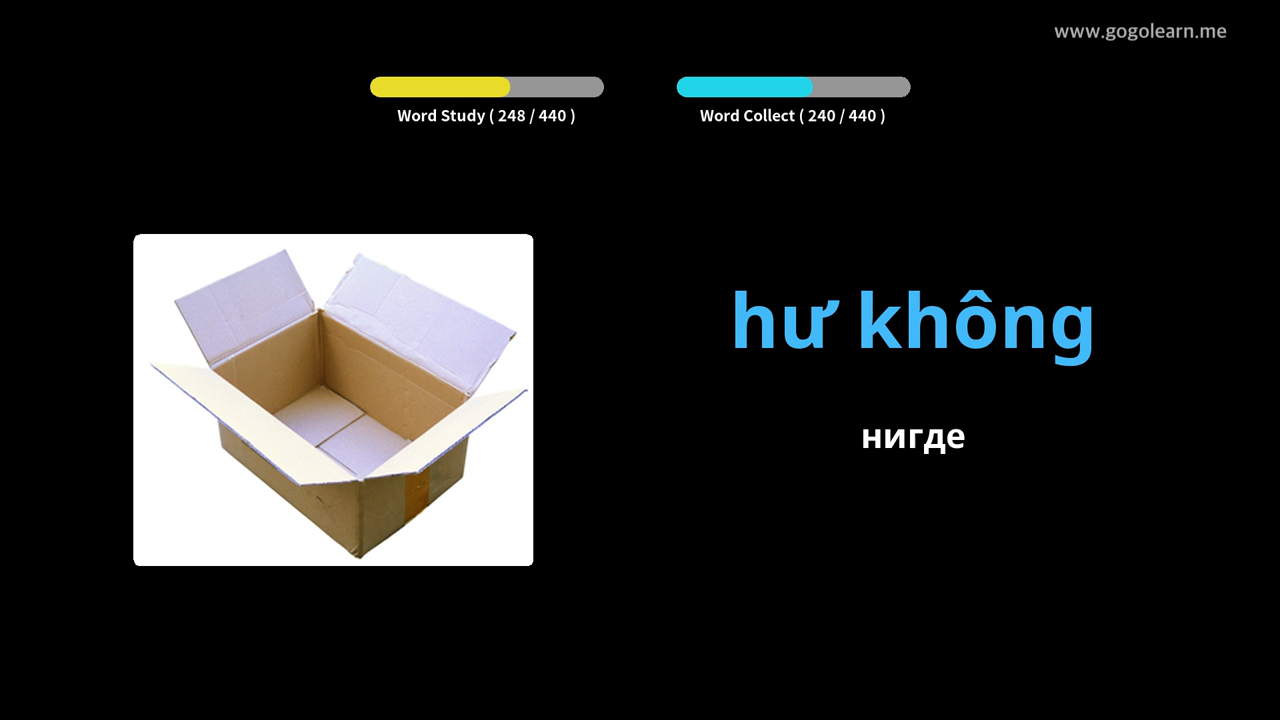 www.gogolearn.me
Word Study ( 248 / 440 )
Word Collect ( 240 / 440 )
hư không
нигде